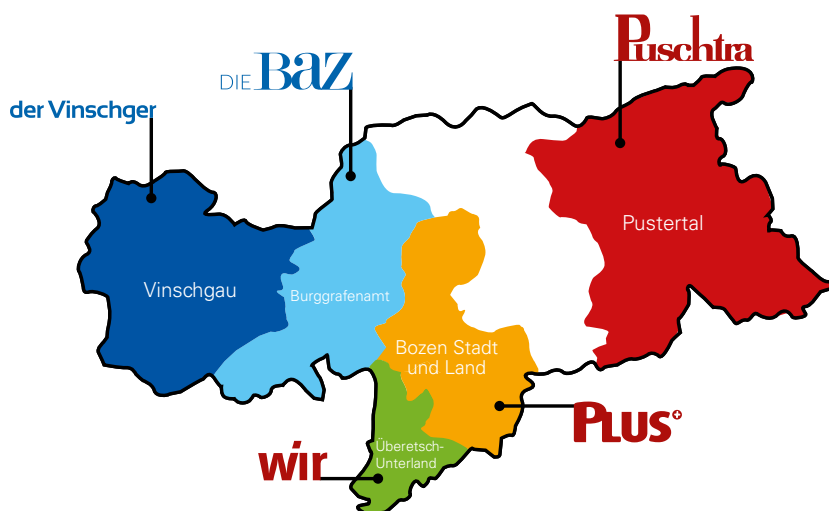 Puschtra
DIE BaZ
der Vinschger
Pustertal
Vinschgau
Burggrafenamt
Bozen Stadt
und Land
PLUS+
wir
Überetsch-
Unterland